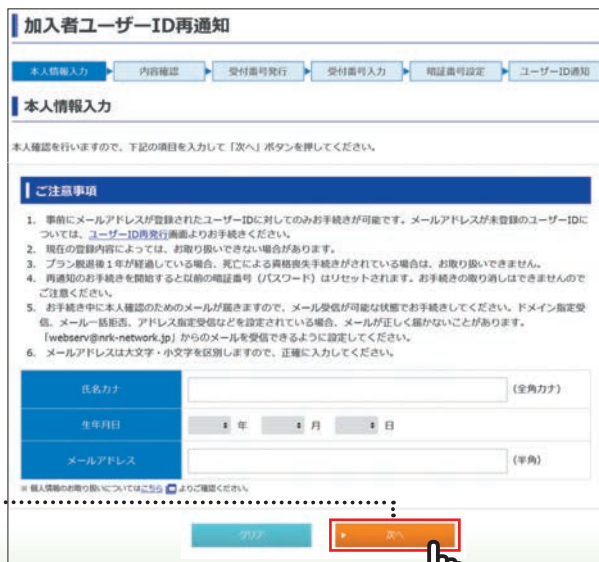 加入者ユーザーID再通知
本人情報入力 内容確認 受付番号発行 受付番号入力 暗証番号設定 ユーザーID通知
本人情報入力
本人確認を行いますので、下記の項目を入力して「次へ」ボタンを押してください。
ご注意事項
1. 事前にメールアドレスが登録されたユーザーIDに対してのみお手続きが可能です。メールアドレスが未登録のユーザーIDに
ついては、ユーザーID再発行画面よりお手続きください。
2. 現在の登録内容によっては、お取り扱いできない場合があります。
3. プラン脱退後1年が経過している場合、死亡による資格喪失手続きがされている場合は、お取り扱いできません。
4. 再通知のお手続きを開始すると以前の暗証番号（パスワード）はリセットされます。お手続きの取り消しはできませんので
ご注意ください。
5. お手続き中に本人確認のためのメールが届きますので、メール受信が可能な状態でお手続きしてください。ドメイン指定受
信、メール一括拒否、アドレス指定受信などを設定されている場合、メールが正しく届かないことがあります。
「webserv@nrk-network.jp」からのメールを受信できるように設定してください。
6. メールアドレスは大文字・小文字を区別しますので、正確に入力してください。
氏名カナ (全角カナ)
生年月日 年 月 日
メールアドレス (半角)
※ 個人情報のお取り扱いについてはこちら よりご確認ください。
クリア 次へ